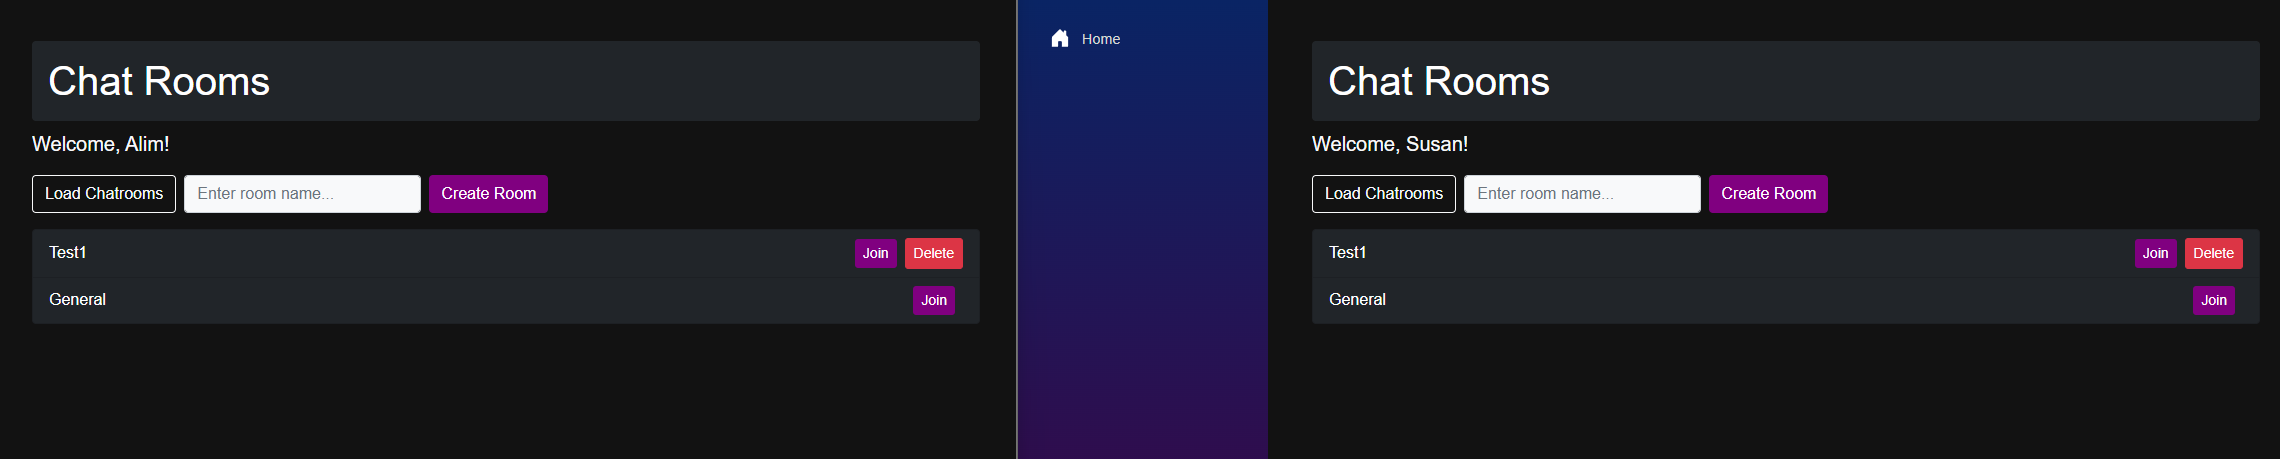 Chat Rooms
Welcome, Alim!
Load Chatrooms Enter room name... Create Room
Test1 Join Delete
General Join
Home
Chat Rooms
Welcome, Susan!
Load Chatrooms Enter room name... Create Room
Test1 Join Delete
General Join